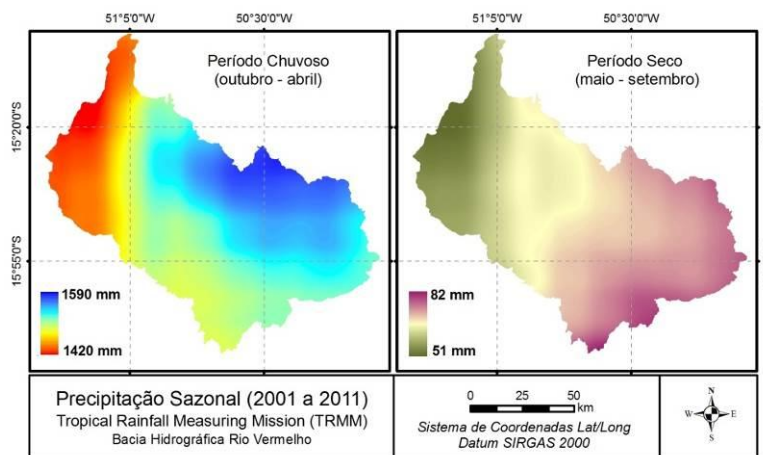 51°15'0"O
50°30'0"O
51°15'0"O
50°30'0"O
15°20'0"S
15°55'0"S
Período Chuvoso
(outubro - abril)
1590 mm
1420 mm
Período Seco
(maio - setembro)
82 mm
51 mm
Precipitação Sazonal (2001 a 2011)
Tropical Rainfall Measuring Mission (TRMM)
Bacia Hidrográfica Rio Vermelho
0 25 50
km
Sistema de Coordenadas Lat/Long
Datum SIRGAS 2000
N
W E
S